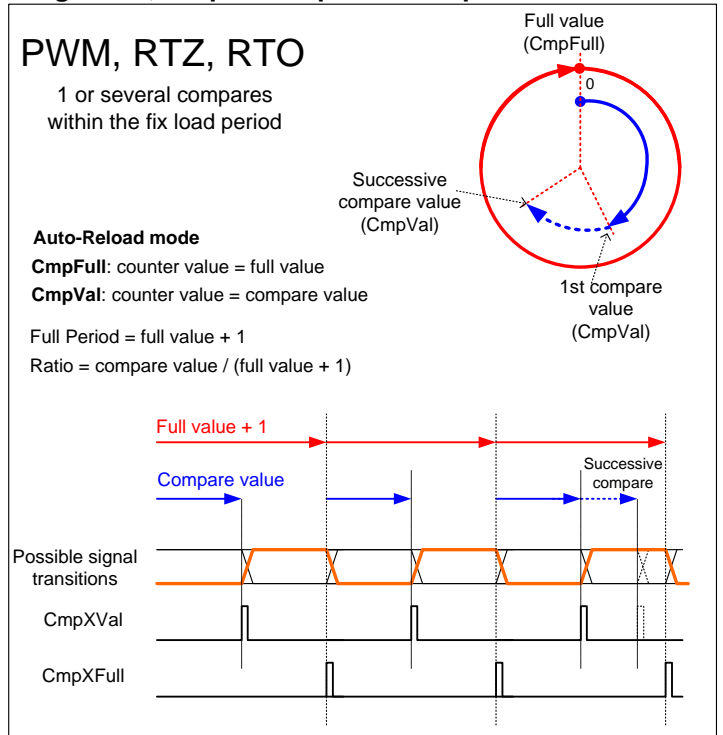 PWM, RTZ, RTO
1 or several compares
within the fix load period
Full value
(CmpFull)
0
Successive
compare value
(CmpVal)
1st compare
value
(CmpVal)
Auto-Reload mode
CmpFull: counter value = full value
CmpVal: counter value = compare value
Full Period = full value + 1
Ratio = compare value / (full value + 1)
Full value + 1
Compare value
Successive
compare
Possible signal
transitions
CmpXVal
CmpXFull